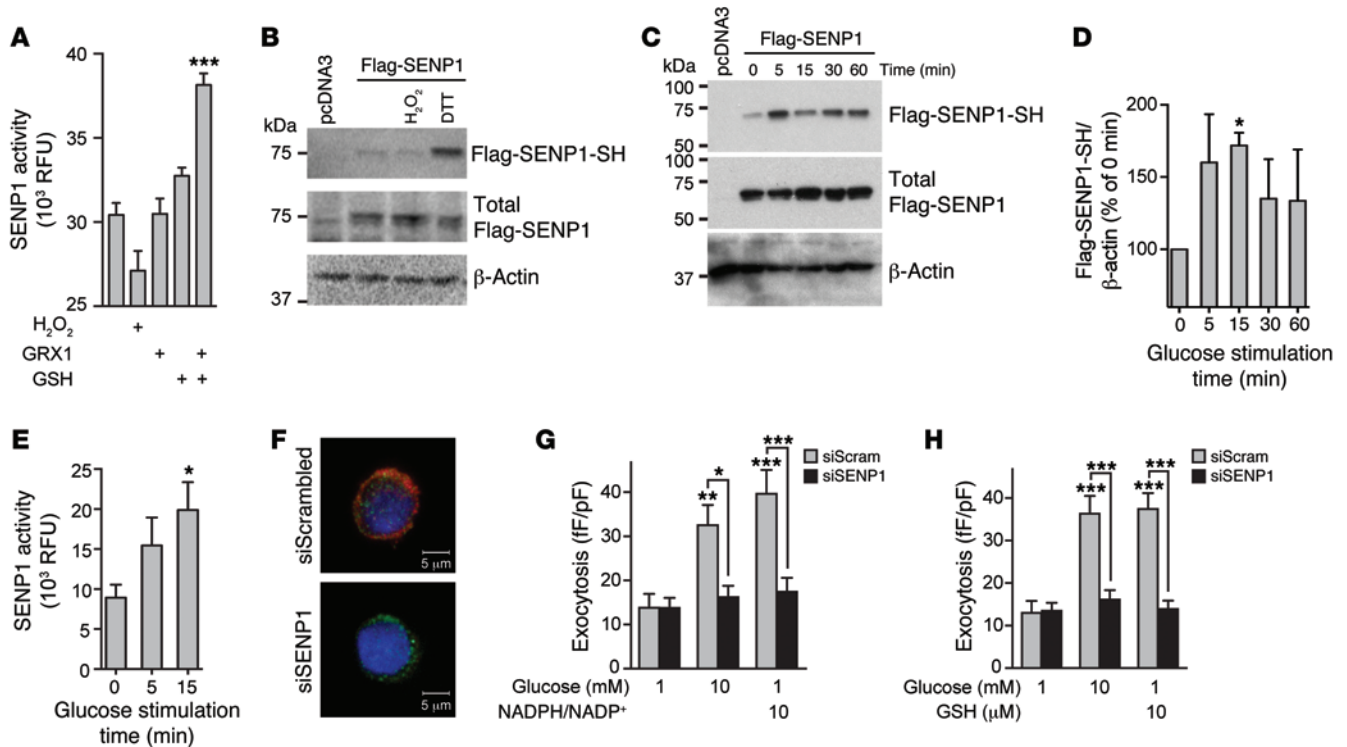 A
SENP1 activity
(10³ RFU)
40
35
30
25
***
H₂O₂ +
GRX1 + +
GSH + +
B
pcDNA3
Flag-SENP1
H₂O₂
DTT
kDa
75
Flag-SENP1-SH
75
Total
Flag-SENP1
37
β-Actin
C
pcDNA3
Flag-SENP1
kDa
0 5 15 30 60 Time (min)
100
75
50
Flag-SENP1-SH
100
75
50
Total
Flag-SENP1
37
β-Actin
D
Flag-SENP1-SH/
β-actin (% of 0 min)
200
150
100
*
0 5 15 30 60
Glucose stimulation
time (min)
E
SENP1 activity
(10³ RFU)
25
20
15
10
5
0
*
0 5 15
Glucose stimulation
time (min)
F
siScrambled
5 μm
siSENP1
5 μm
G
Exocytosis (fF/pF)
40
30
20
10
0
siScram
siSENP1
** *
*** ***
Glucose (mM) 1 10 1
NADPH/NADP⁺ 10
H
Exocytosis (fF/pF)
40
30
20
10
0
siScram
siSENP1
*** ***
*** ***
Glucose (mM) 1 10 1
GSH (μM) 10